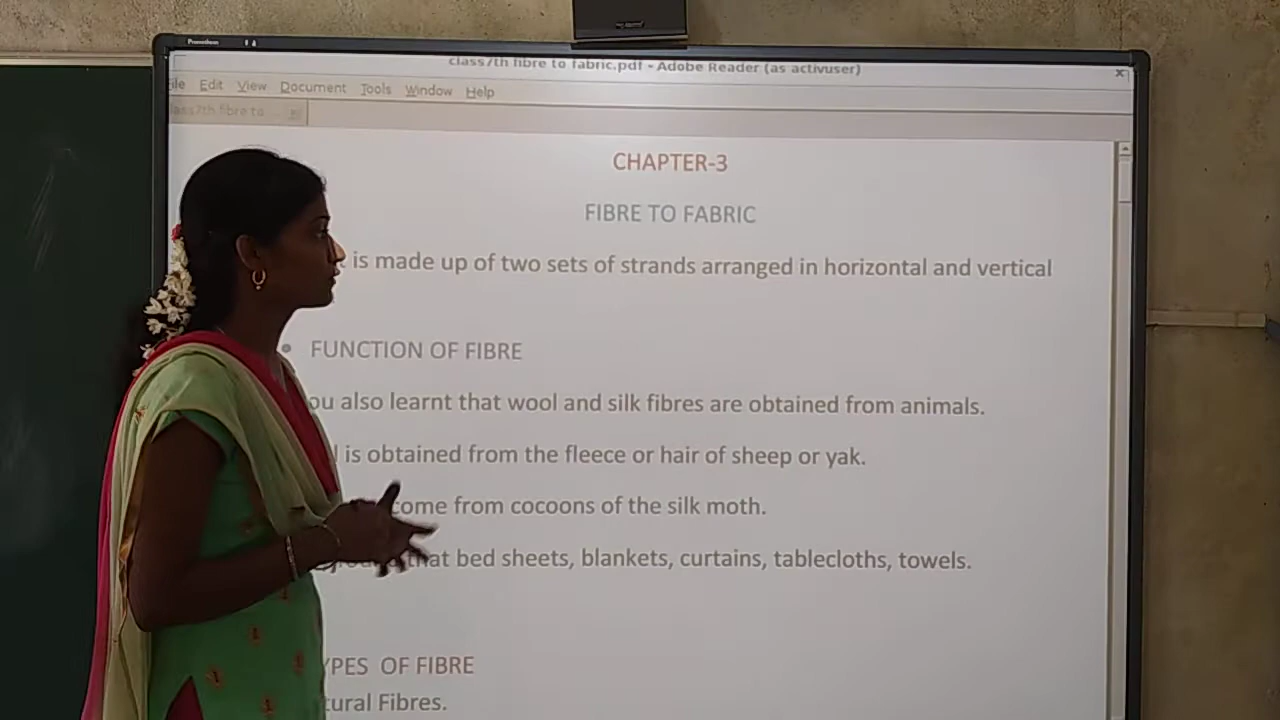 Promethean
class7th fibre to fabric.pdf - Adobe Reader (as activuser)
Edit View Document Tools Window Help
fibre to
CHAPTER-3
FIBRE TO FABRIC
is made up of two sets of strands arranged in horizontal and vertical
• FUNCTION OF FIBRE
also learnt that wool and silk fibres are obtained from animals.
is obtained from the fleece or hair of sheep or yak.
come from cocoons of the silk moth.
that bed sheets, blankets, curtains, tablecloths, towels.
OF FIBRE
Fibres.